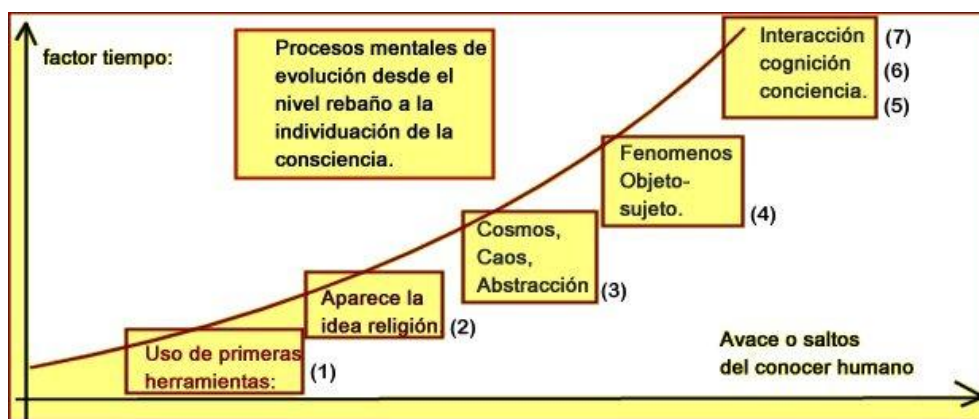 factor tiempo:
Procesos mentales de
evolución desde el
nivel rebaño a la
individuación de la
consciencia.
Interacción (7)
cognición (6)
conciencia. (5)
Fenomenos
Objeto-
sujeto. (4)
Cosmos,
Caos,
Abstracción (3)
Aparece la
idea religión. (2)
Uso de primeras
herramientas: (1)
Avace o saltos
del conocer humano